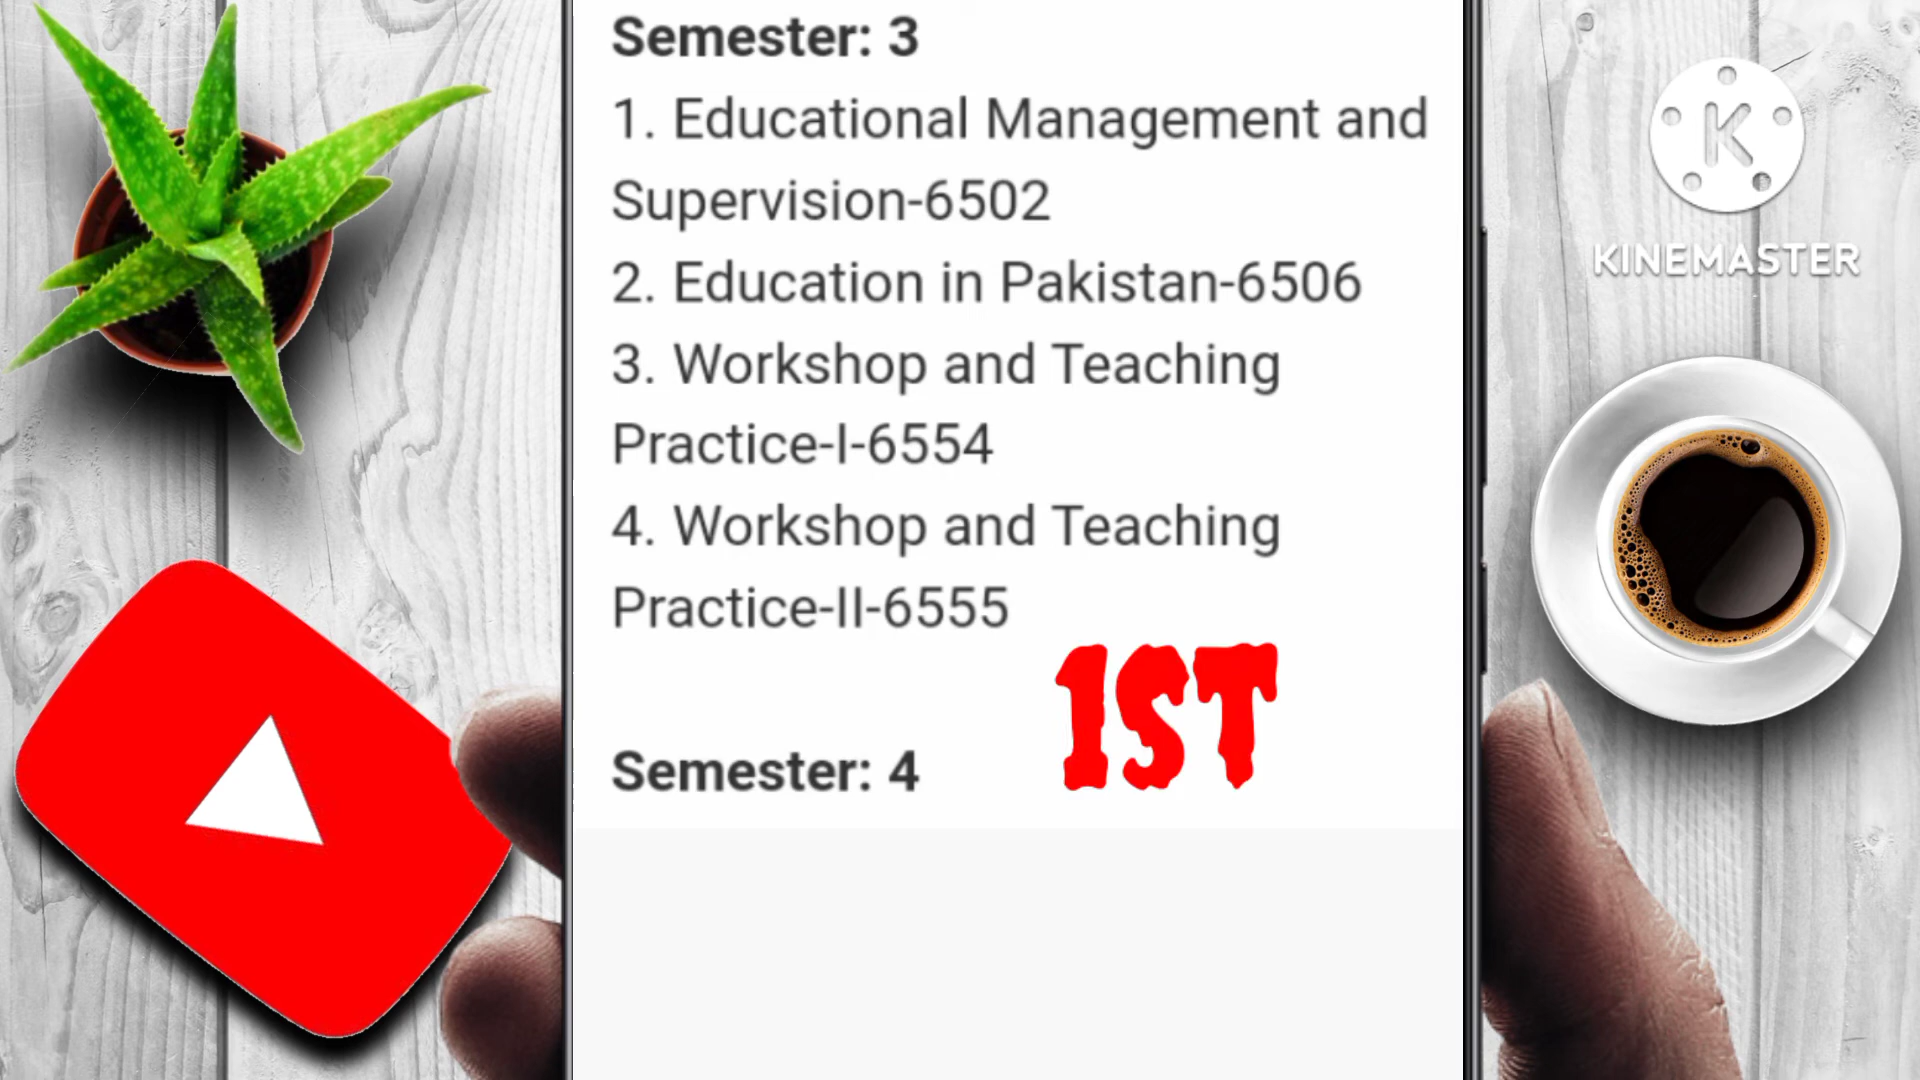 Semester: 3
1. Educational Management and
Supervision-6502
2. Education in Pakistan-6506
3. Workshop and Teaching
Practice-I-6554
4. Workshop and Teaching
Practice-II-6555
1ST
Semester: 4
K
KINEMASTER